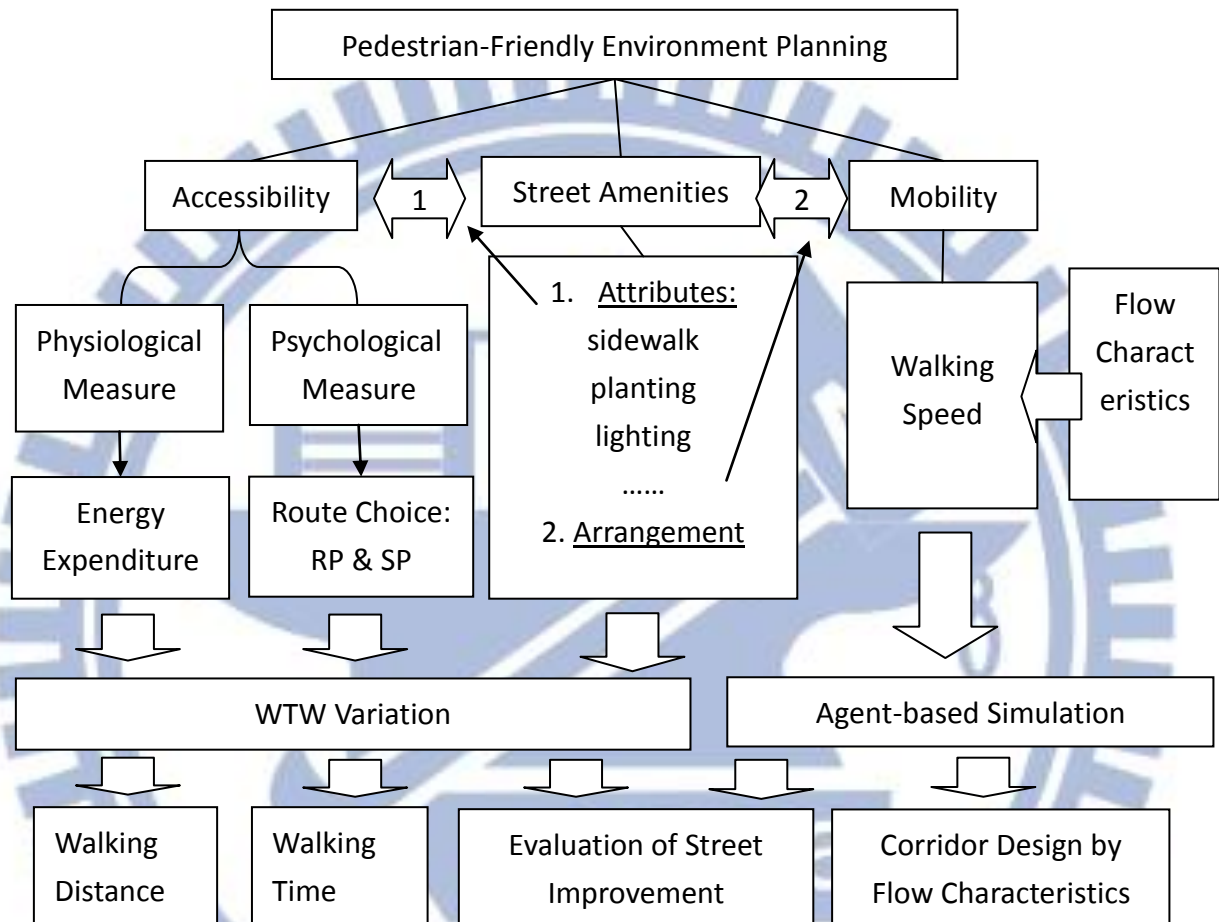 Pedestrian-Friendly Environment Planning
Accessibility
1
Street Amenities
2
Mobility
Physiological
Measure
Psychological
Measure
1. Attributes:
sidewalk
planting
lighting
......
2. Arrangement
Walking
Speed
Flow
Charact
eristics
Energy
Expenditure
Route Choice:
RP & SP
WTW Variation
Agent-based Simulation
Walking
Distance
Walking
Time
Evaluation of Street
Improvement
Corridor Design by
Flow Characteristics